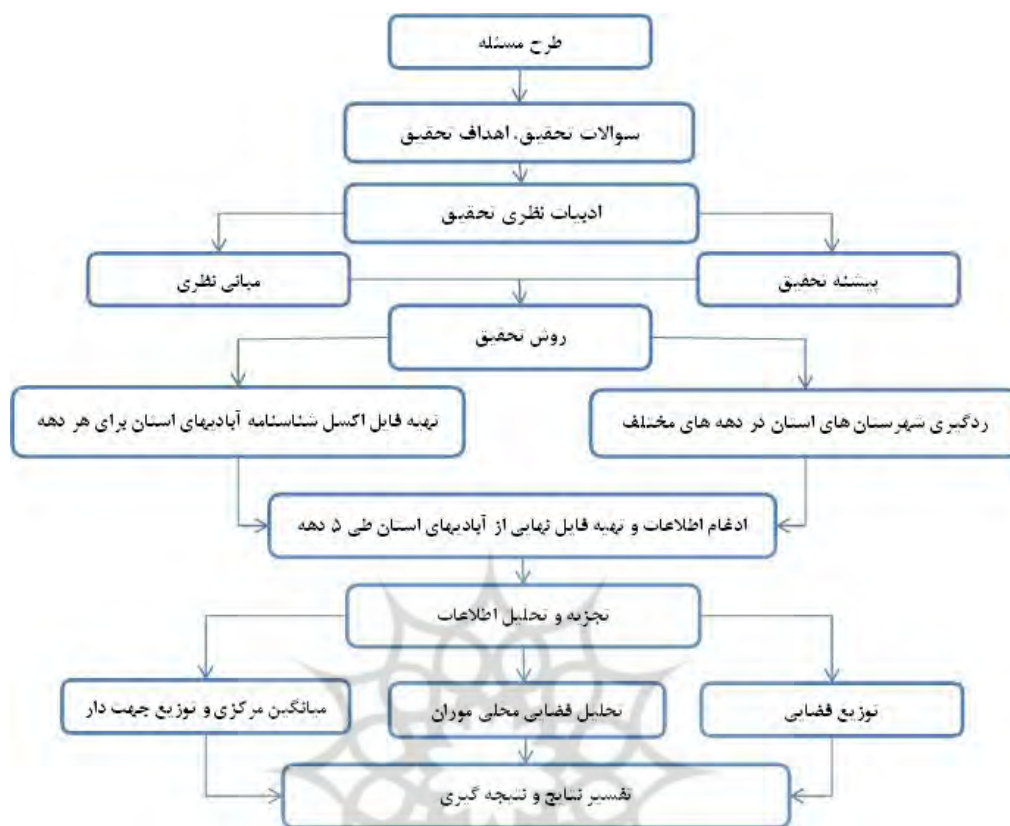 طرح مسئله
سوالات تحقیق، اهداف تحقیق
ادبیات نظری تحقیق
پیشنه تحقیق
مبانی نظری
روش تحقیق
ردگیری شهرستان های استان در دهه های مختلف
تهیه فایل اکسل شناسنامه آبادیهای استان برای هر دهه
ادغام اطلاعات و تهیه فایل نهایی از آبادیهای استان طی ۵ دهه
تجزیه و تحلیل اطلاعات
توزیع فضایی
تحلیل فضایی محلی موران
میانگین مرکزی و توزیع جهت دار
تفسیر نتایج و نتیجه گیری